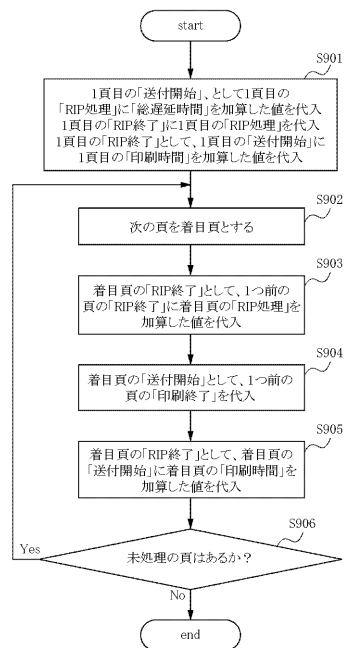 start
S901
1頁目の「送付開始」、として1頁目の
「RIP処理」に「総遅延時間」を加算した値を代入
1頁目の「RIP終了」に1頁目の「RIP処理」を代入
1頁目の「RIP終了」として、1頁目の「送付開始」に
1頁目の「印刷時間」を加算した値を代入
S902
次の頁を着目頁とする
S903
着目頁の「RIP終了」として、1つ前の
頁の「RIP終了」に着目頁の「RIP処理」を
加算した値を代入
S904
着目頁の「送付開始」として、1つ前の
頁の「印刷終了」を代入
S905
着目頁の「RIP終了」として、着目頁の
「送付開始」に着目頁の「印刷時間」を
加算した値を代入
S906
Yes
未処理の頁はあるか？
No
end